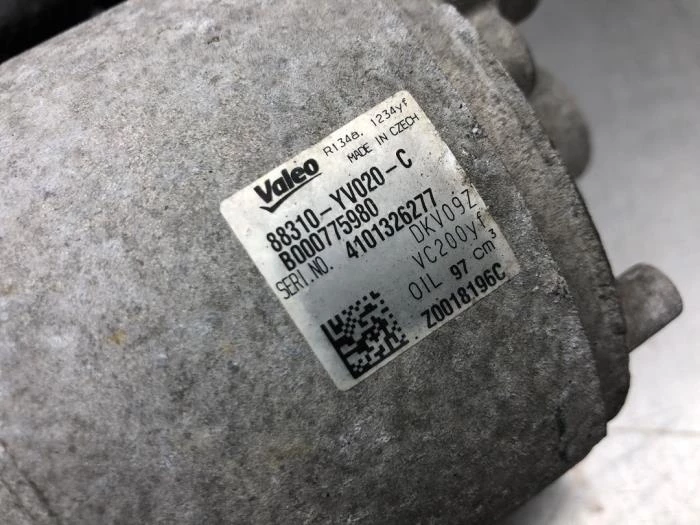 Valeo
R134a. 1234yf
MADE IN CZECH
88310-YV020-C
B000775980
SERI.NO. 4101326277
DKV09Z
VC200yf
OIL 97 cm³
Z0018196C